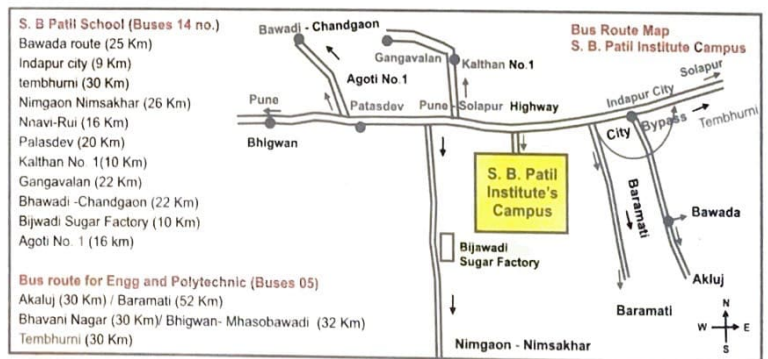 S. B Patil School (Buses 14 no.)
Bawada route (25 Km)
Indapur city (9 Km)
tembhurni (30 Km)
Nimgaon Nimsakhar (26 Km)
Nnavi-Rui (16 Km)
Palasdev (20 Km)
Kalthan No. 1(10 Km)
Gangavalan (22 Km)
Bhawadi -Chandgaon (22 Km)
Bijwadi Sugar Factory (10 Km)
Agoti No. 1 (16 km)
Bus route for Engg and Polytechnic (Buses 05)
Akaluj (30 Km) / Baramati (52 Km)
Bhavani Nagar (30 Km)/ Bhigwan- Mhasobawadi (32 Km)
Tembhurni (30 Km)
Bus Route Map
S. B. Patil Institute Campus
Bawadi - Chandgaon
Gangavalan
Kalthan No.1
Agoti No.1
Solapur
Indapur City
Pune
Patasdev
Pune - Solapur Highway
Bhigwan
City
Bypass
Tembhurni
S. B. Patil
Institute's
Campus
Baramati
Bawada
Bijawadi
Sugar Factory
Akluj
Baramati
Nimgaon - Nimsakhar
N
W
E
S